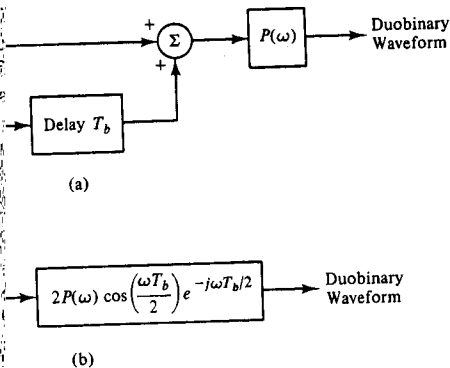 +
Σ
+
P(ω)
Duobinary
Waveform
Delay T_b
(a)
2P(ω) cos(ωT_b/2) e^{-jωT_b/2}
Duobinary
Waveform
(b)